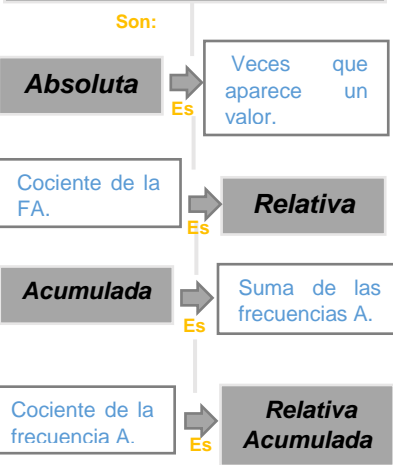 Son:
Absoluta
Es
Veces que
aparece un
valor.
Cociente de la
FA.
Es
Relativa
Acumulada
Es
Suma de las
frecuencias A.
Cociente de la
frecuencia A.
Es
Relativa
Acumulada